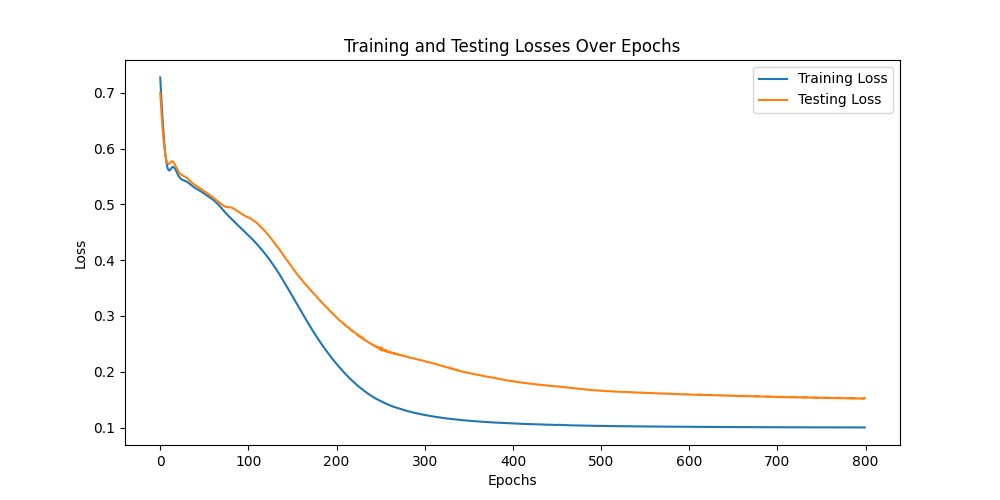 Training and Testing Losses Over Epochs
Training Loss
Testing Loss
0.7
0.6
0.5
0.4
0.3
0.2
0.1
Loss
0 100 200 300 400 500 600 700 800
Epochs